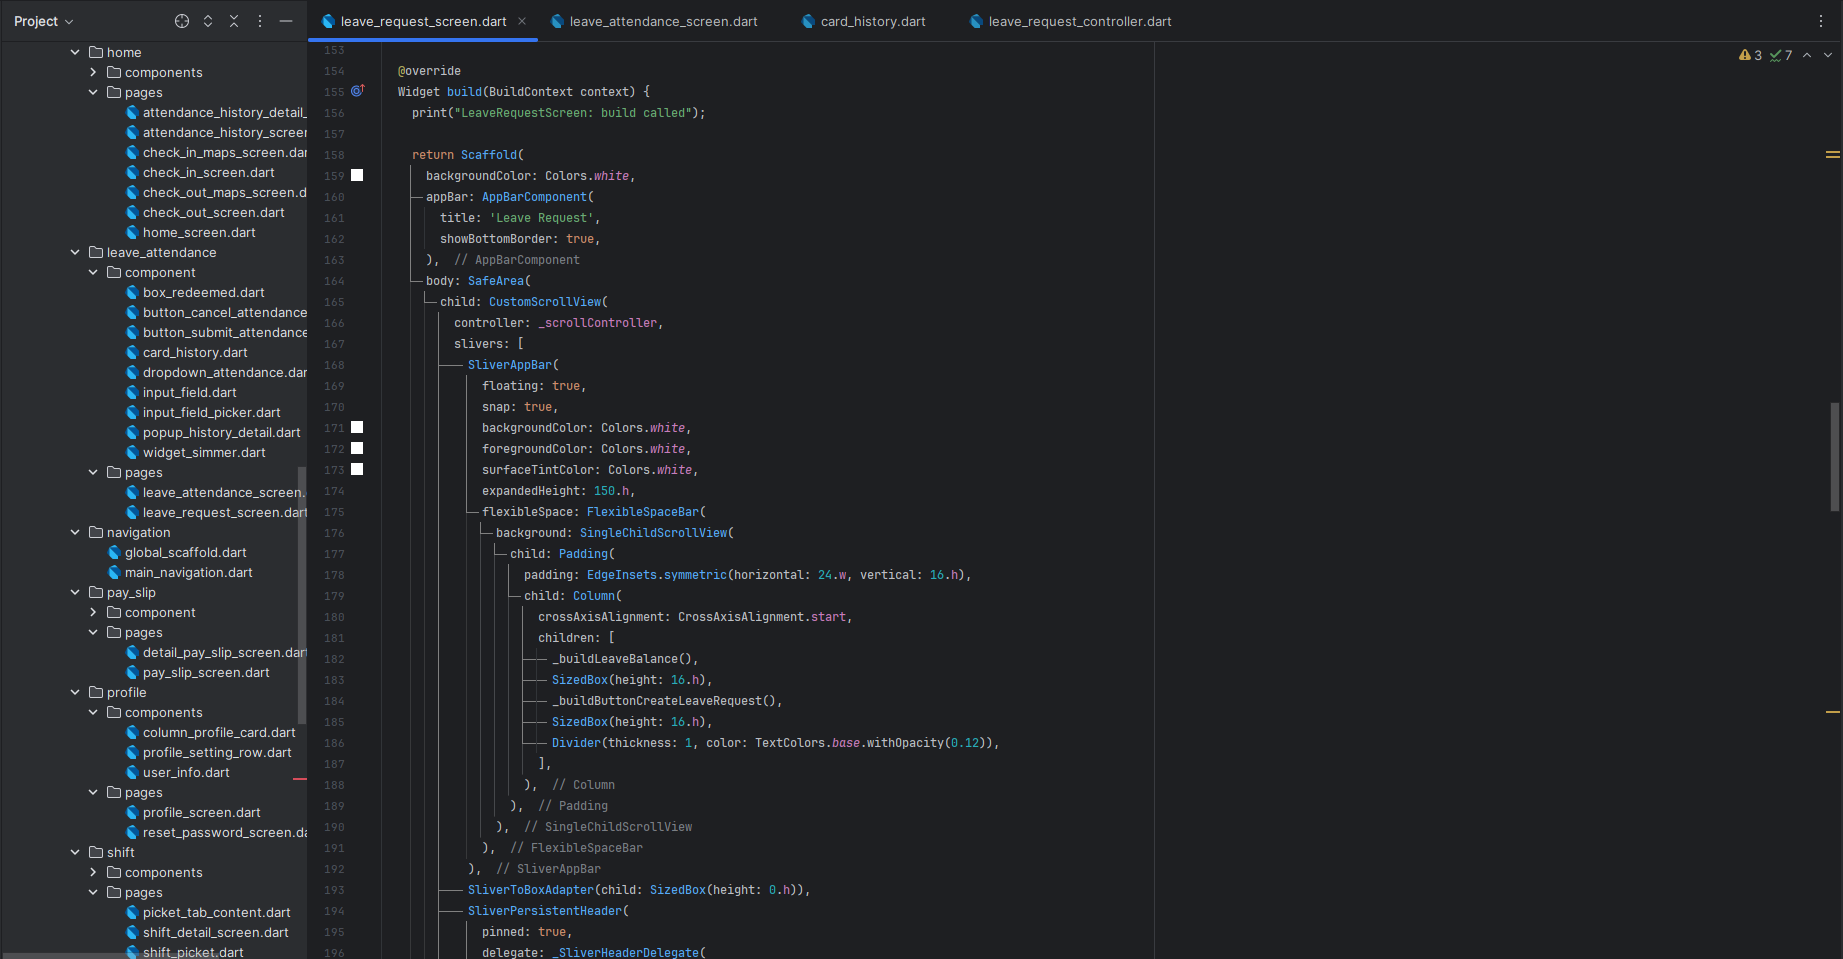 Project
leave_request_screen.dart
leave_attendance_screen.dart
card_history.dart
leave_request_controller.dart
home
components
pages
attendance_history_detail_
attendance_history_screen
check_in_maps_screen.dar
check_in_screen.dart
check_out_maps_screen.d
check_out_screen.dart
home_screen.dart
leave_attendance
component
box_redeemed.dart
button_cancel_attendance
button_submit_attendance
card_history.dart
dropdown_attendance.dar
input_field.dart
input_field_picker.dart
popup_history_detail.dart
widget_simmer.dart
pages
leave_attendance_screen.
leave_request_screen.dart
navigation
global_scaffold.dart
main_navigation.dart
pay_slip
component
pages
detail_pay_slip_screen.dart
pay_slip_screen.dart
profile
components
column_profile_card.dart
profile_setting_row.dart
user_info.dart
pages
profile_screen.dart
reset_password_screen.da
shift
components
pages
picket_tab_content.dart
shift_detail_screen.dart
shift_picket.dart
3 7
153
154 @override
155 Widget build(BuildContext context) {
156 print("LeaveRequestScreen: build called");
157
158 return Scaffold(
159 backgroundColor: Colors.white,
160 appBar: AppBarComponent(
161 title: 'Leave Request',
162 showBottomBorder: true,
163 ), // AppBarComponent
164 body: SafeArea(
165 child: CustomScrollView(
166 controller: _scrollController,
167 slivers: [
168 SliverAppBar(
169 floating: true,
170 snap: true,
171 backgroundColor: Colors.white,
172 foregroundColor: Colors.white,
173 surfaceTintColor: Colors.white,
174 expandedHeight: 150.h,
175 flexibleSpace: FlexibleSpaceBar(
176 background: SingleChildScrollView(
177 child: Padding(
178 padding: EdgeInsets.symmetric(horizontal: 24.w, vertical: 16.h),
179 child: Column(
180 crossAxisAlignment: CrossAxisAlignment.start,
181 children: [
182 _buildLeaveBalance(),
183 SizedBox(height: 16.h),
184 _buildButtonCreateLeaveRequest(),
185 SizedBox(height: 16.h),
186 Divider(thickness: 1, color: TextColors.base.withOpacity(0.12)),
187 ],
188 ), // Column
189 ), // Padding
190 ), // SingleChildScrollView
191 ), // FlexibleSpaceBar
192 ), // SliverAppBar
193 SliverToBoxAdapter(child: SizedBox(height: 0.h)),
194 SliverPersistentHeader(
195 pinned: true,
196 delegate: _SliverHeaderDelegate(